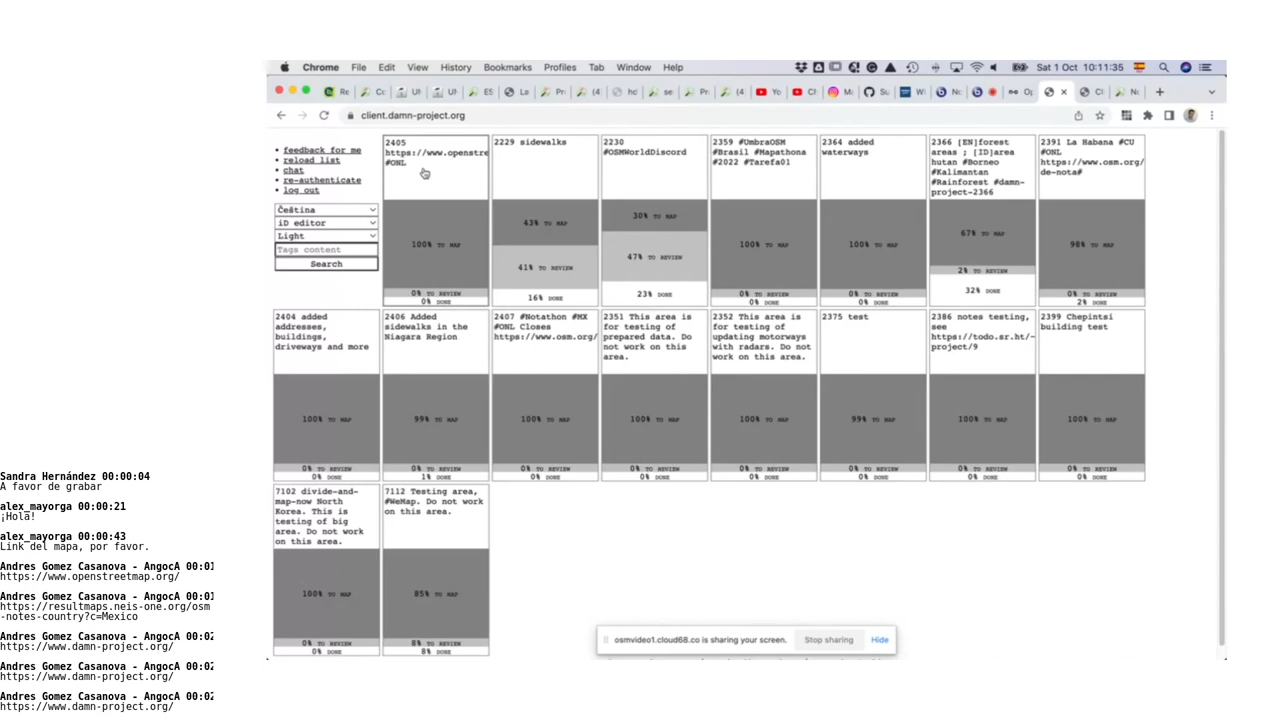 Chrome File Edit View History Bookmarks Profiles Tab Window Help
Sat 1 Oct 10:11:35
client.damn-project.org
feedback for me
reload list
chat
re-authenticate
log out
Čeština
iD editor
Light
Tags content
Search
2405
https://www.openstre
#ONL
100% TO MAP
0% TO REVIEW
0% DONE
2229 sidewalks
43% TO MAP
41% TO REVIEW
16% DONE
2230
#OSMWorldDiscord
30% TO MAP
47% TO REVIEW
23% DONE
2359 #UmbraOSM
#Brasil #Mapathona
#2022 #Tarefa01
100% TO MAP
0% TO REVIEW
0% DONE
2364 added
waterways
100% TO MAP
0% TO REVIEW
0% DONE
2366 [EN]forest
areas ; [ID]area
hutan #Borneo
#Kalimantan
#Rainforest #damn-
project-2366
67% TO MAP
2% TO REVIEW
32% DONE
2391 La Habana #CU
#ONL
https://www.osm.org/
de-nota#
98% TO MAP
0% TO REVIEW
2% DONE
2404 added
addresses,
buildings,
driveways and more
100% TO MAP
0% TO REVIEW
0% DONE
2406 Added
sidewalks in the
Niagara Region
99% TO MAP
0% TO REVIEW
1% DONE
2407 #Notathon #MX
#ONL Closes
https://www.osm.org/
100% TO MAP
0% TO REVIEW
0% DONE
2351 This area is
for testing of
prepared data. Do
not work on this
area.
100% TO MAP
0% TO REVIEW
0% DONE
2352 This area is
for testing of
updating motorways
with radars. Do not
work on this area.
100% TO MAP
0% TO REVIEW
0% DONE
2375 test
99% TO MAP
0% TO REVIEW
0% DONE
2386 notes testing,
see
https://todo.sr.ht/~
project/9
100% TO MAP
0% TO REVIEW
0% DONE
2399 Chepintsi
building test
100% TO MAP
0% TO REVIEW
0% DONE
7102 divide-and-
map-now North
Korea. This is
testing of big
area. Do not work
on this area.
100% TO MAP
0% TO REVIEW
0% DONE
7112 Testing area,
#WeMap. Do not work
on this area.
85% TO MAP
8% TO REVIEW
8% DONE
osmvideo1.cloud68.co is sharing your screen.
Stop sharing
Hide
Sandra Hernández 00:00:04
A favor de grabar
alex_mayorga 00:00:21
¡Hola!
alex_mayorga 00:00:43
Link del mapa, por favor.
Andres Gomez Casanova - AngocA 00:01
https://www.openstreetmap.org/
Andres Gomez Casanova - AngocA 00:01
https://resultmaps.neis-one.org/osm
-notes-country?c=Mexico
Andres Gomez Casanova - AngocA 00:02
https://www.damn-project.org/
Andres Gomez Casanova - AngocA 00:02
https://www.damn-project.org/
Andres Gomez Casanova - AngocA 00:02
https://www.damn-project.org/